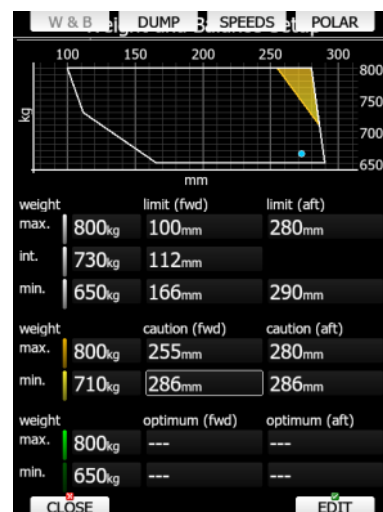 W & B DUMP SPEEDS POLAR
Weight and Balance Setup
100 150 200 250 300
800
750
700
650
kg
mm
weight limit (fwd) limit (aft)
max. 800kg 100mm 280mm
int. 730kg 112mm
min. 650kg 166mm 290mm
weight caution (fwd) caution (aft)
max. 800kg 255mm 280mm
min. 710kg 286mm 286mm
weight optimum (fwd) optimum (aft)
max. 800kg --- ---
min. 650kg --- ---
CLOSE EDIT